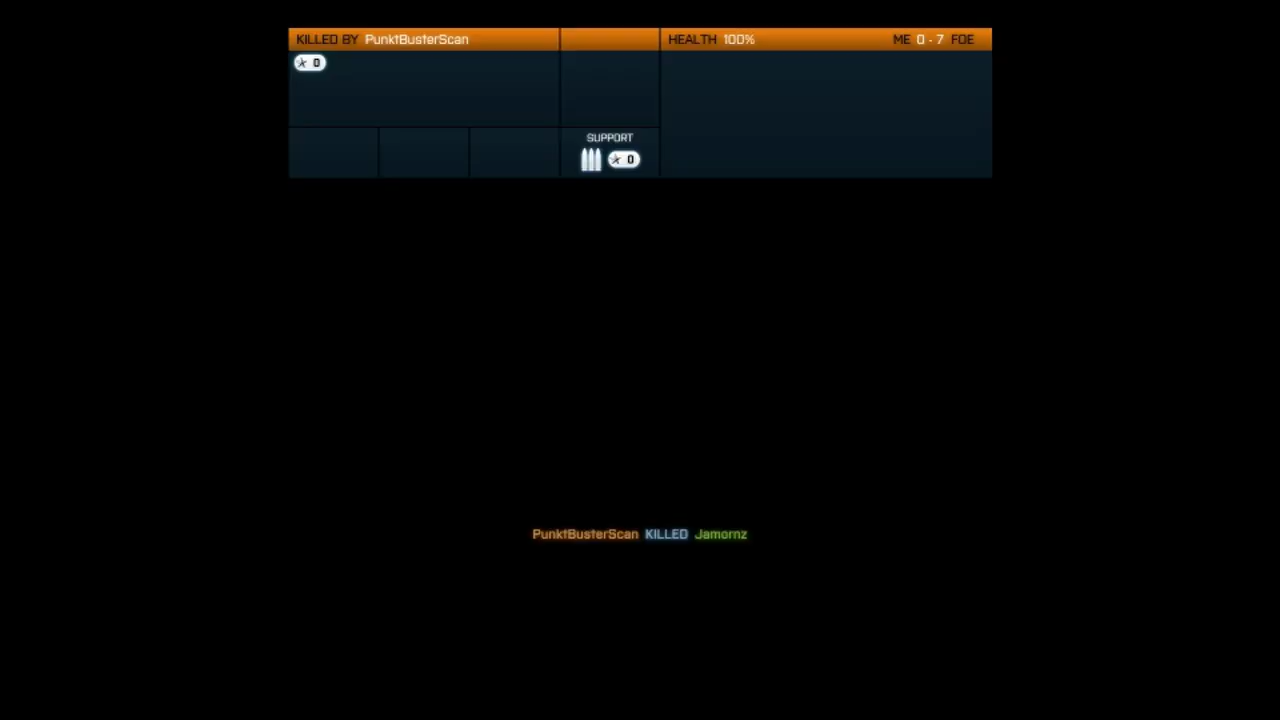 KILLED BY PunktBusterScan HEALTH 100% ME 0 - 7 FOE
0
SUPPORT
0
PunktBusterScan KILLED Jamornz